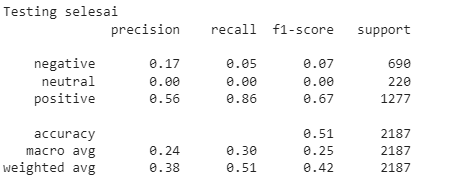 Testing selesai
precision recall f1-score support
negative 0.17 0.05 0.07 690
neutral 0.00 0.00 0.00 220
positive 0.56 0.86 0.67 1277
accuracy 0.51 2187
macro avg 0.24 0.30 0.25 2187
weighted avg 0.38 0.51 0.42 2187